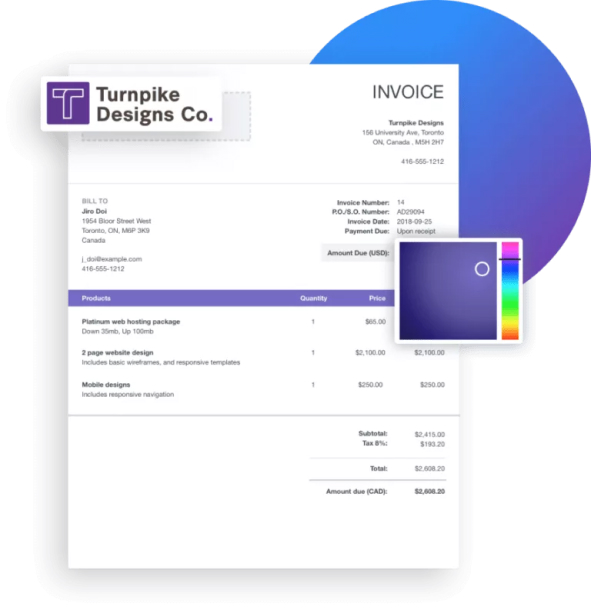 Turnpike
Designs Co.
INVOICE
Turnpike Designs
156 University Ave, Toronto
ON, Canada . M5H 2H7
416-555-1212
BILL TO
Jiro Doi
1954 Bloor Street West
Toronto, ON, M6P 3K9
Canada
j_doi@example.com
416-555-1212
Invoice Number: 14
P.O./S.O. Number: AD29094
Invoice Date: 2018-09-25
Payment Due: Upon receipt
Amount Due (USD):
Products Quantity Price
Platinum web hosting package 1 $65.00
Down 35mb, Up 100mb
2 page website design 1 $2,100.00 $2,100.00
Includes basic wireframes, and responsive templates
Mobile designs 1 $250.00 $250.00
Includes responsive navigation
Subtotal: $2,415.00
Tax 8%: $193.20
Total: $2,608.20
Amount due (CAD): $2,608.20